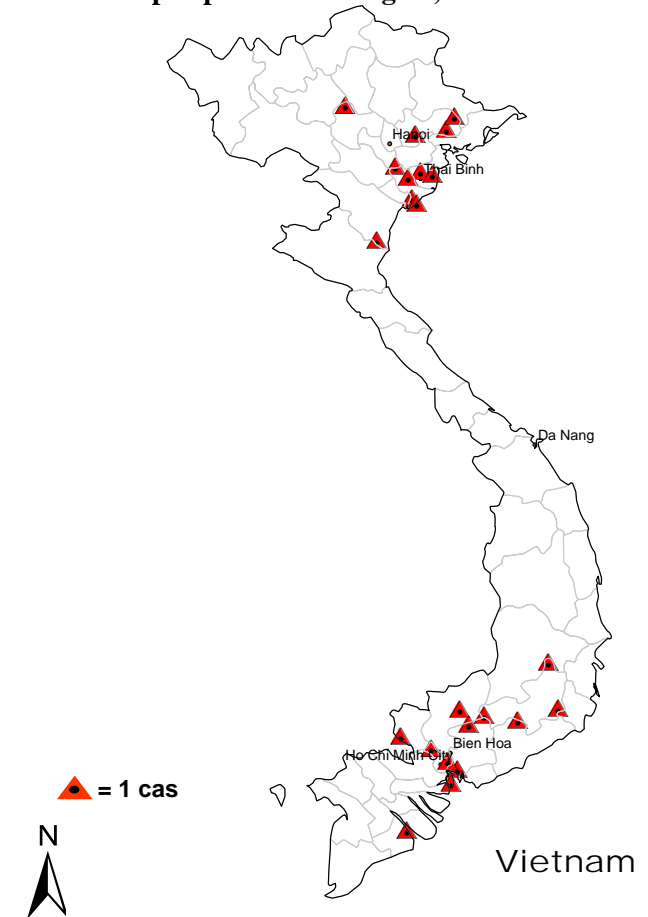 Hanoi
Thai Binh
Da Nang
Bien Hoa
Ho Chi Minh City
= 1 cas
N
Vietnam